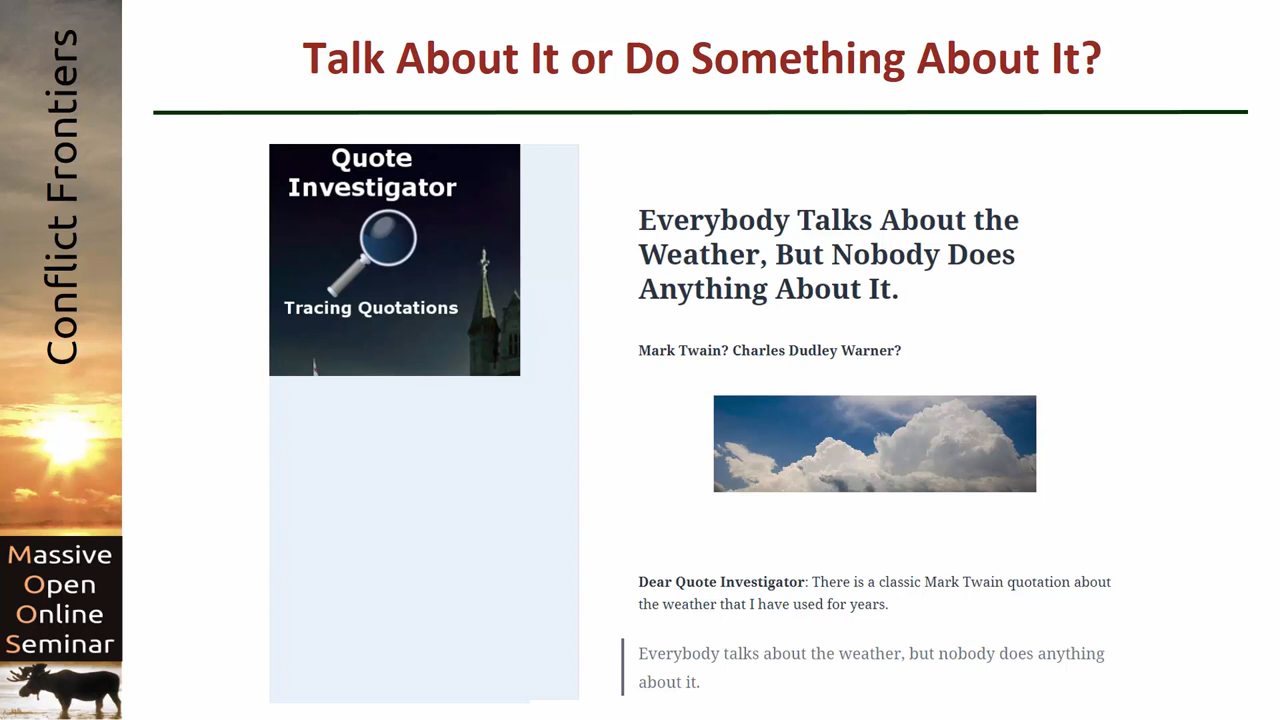 Conflict Frontiers
Massive
Open
Online
Seminar
Talk About It or Do Something About It?
Quote
Investigator
Tracing Quotations
Everybody Talks About the
Weather, But Nobody Does
Anything About It.
Mark Twain? Charles Dudley Warner?
Dear Quote Investigator: There is a classic Mark Twain quotation about
the weather that I have used for years.
Everybody talks about the weather, but nobody does anything
about it.